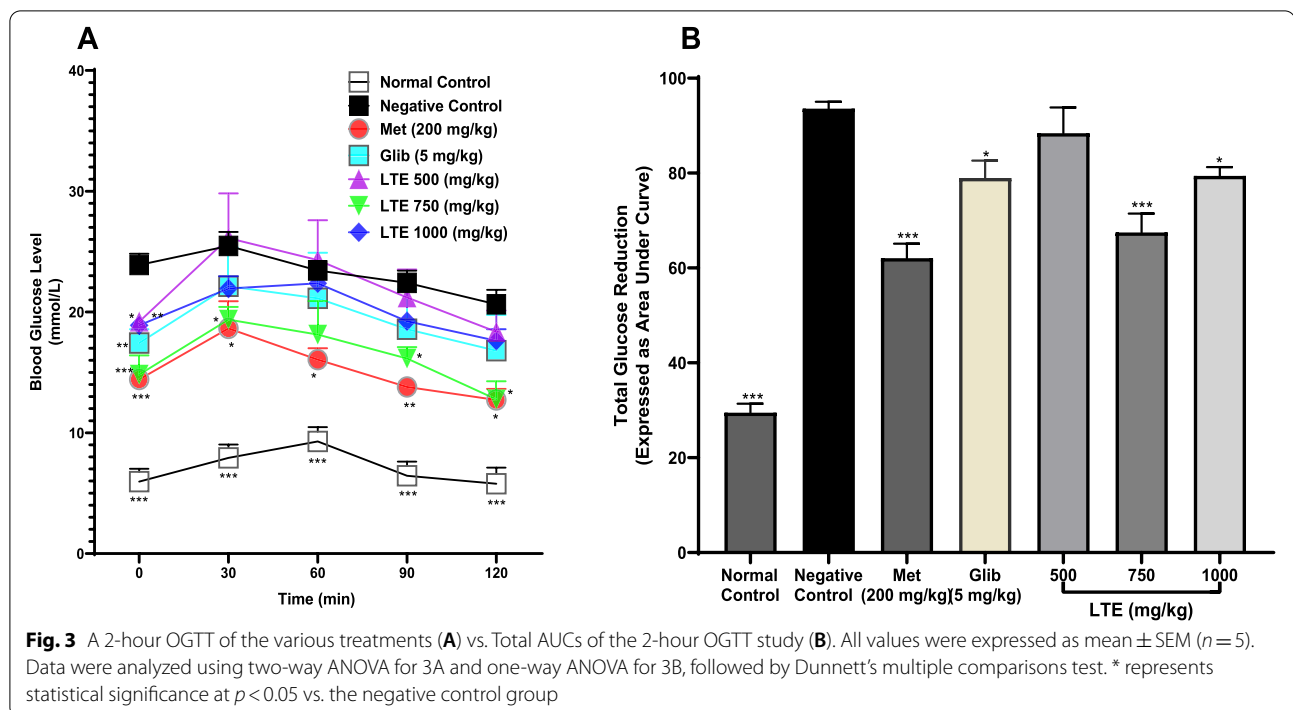 A
40
30
20
10
0
Blood Glucose Level
(mmol/L)
Normal Control
Negative Control
Met (200 mg/kg)
Glib (5 mg/kg)
LTE 500 (mg/kg)
LTE 750 (mg/kg)
LTE 1000 (mg/kg)
* **
**
***
***
*
*
***
*
***
*
**
***
*
*
***
0 30 60 90 120
Time (min)
B
100
80
60
40
20
0
Total Glucose Reduction
(Expressed as Area Under Curve)
***
***
*
***
*
Normal Control
Negative Control
Met (200 mg/kg)
Glib (5 mg/kg)
500 750 1000
LTE (mg/kg)
Fig. 3 A 2-hour OGTT of the various treatments (A) vs. Total AUCs of the 2-hour OGTT study (B). All values were expressed as mean ± SEM (n = 5).
Data were analyzed using two-way ANOVA for 3A and one-way ANOVA for 3B, followed by Dunnett's multiple comparisons test. * represents
statistical significance at p < 0.05 vs. the negative control group